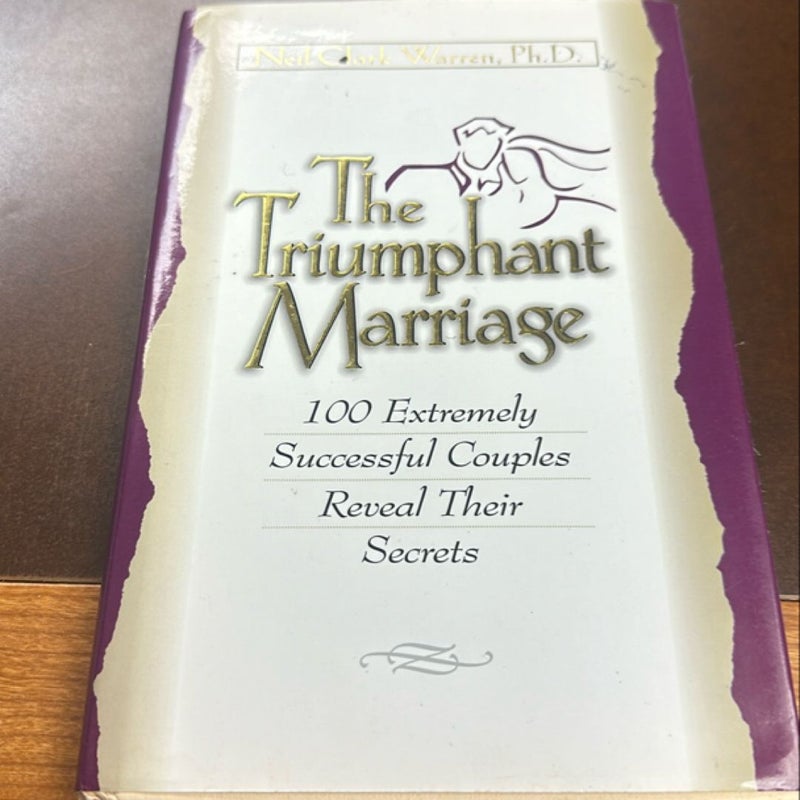 Neil Clark Warren, Ph.D.
The
Triumphant
Marriage
100 Extremely
Successful Couples
Reveal Their
Secrets